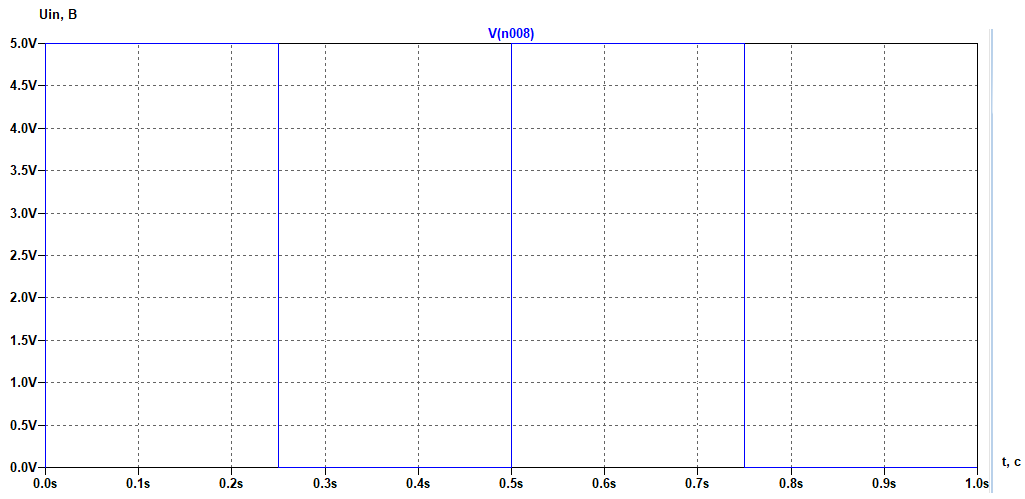 Uin, В
V(n008)
5.0V
4.5V
4.0V
3.5V
3.0V
2.5V
2.0V
1.5V
1.0V
0.5V
0.0V
0.0s 0.1s 0.2s 0.3s 0.4s 0.5s 0.6s 0.7s 0.8s 0.9s 1.0s
t, с